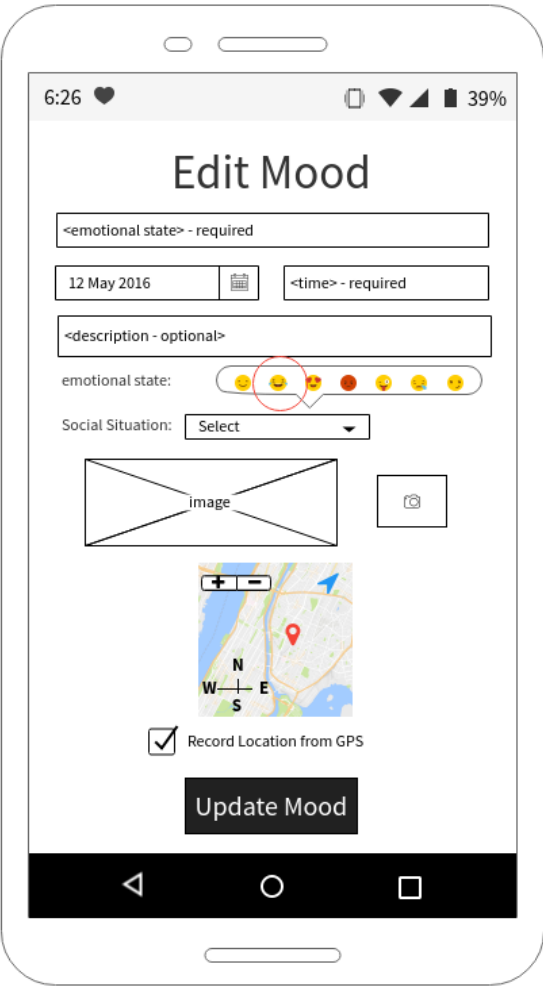 6:26 39%
Edit Mood
<emotional state> - required
12 May 2016 <time> - required
<description - optional>
emotional state:
Social Situation: Select
image
+ −
N
W E
S
Record Location from GPS
Update Mood